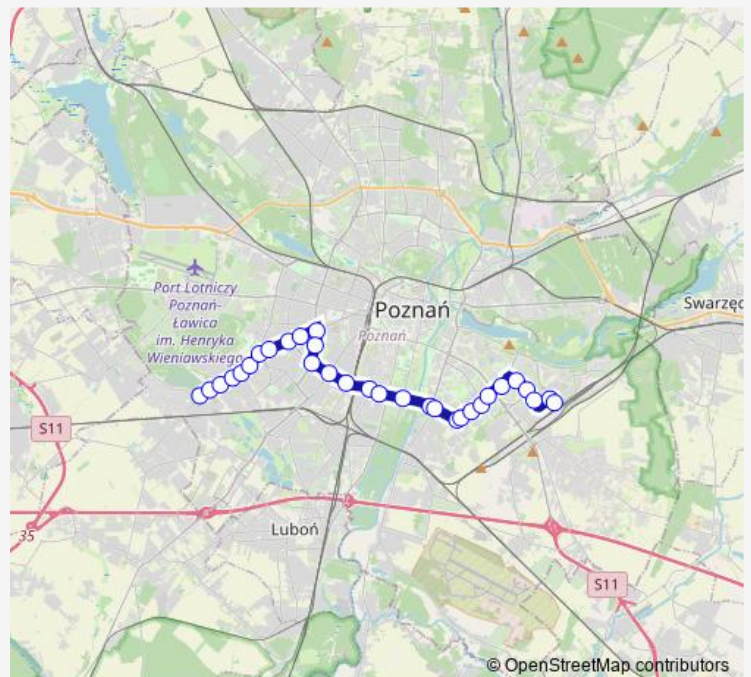 Port Lotniczy
Poznań-
Ławica
im. Henryka
Wieniawskiego
Poznań
Poznań
Swarzęd
S11
35
Luboń
S11
© OpenStreetMap contributors